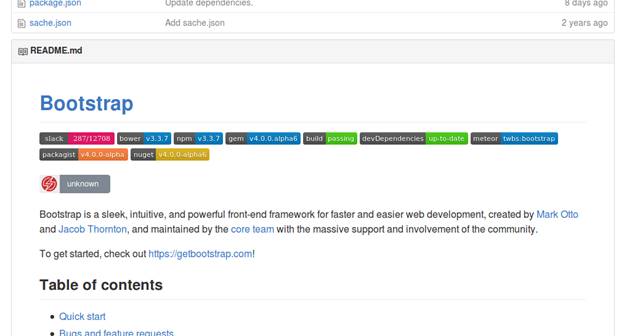 package.json Update dependencies. 8 days ago
sache.json Add sache.json 2 years ago
README.md
Bootstrap
slack 287/12708 bower v3.3.7 npm v3.3.7 gem v4.0.0.alpha6 build passing devDependencies up-to-date meteor twbs:bootstrap
packagist v4.0.0-alpha nuget v4.0.0-alpha6
unknown
Bootstrap is a sleek, intuitive, and powerful front-end framework for faster and easier web development, created by Mark Otto
and Jacob Thornton, and maintained by the core team with the massive support and involvement of the community.
To get started, check out https://getbootstrap.com!
Table of contents
Quick start
Bugs and feature requests